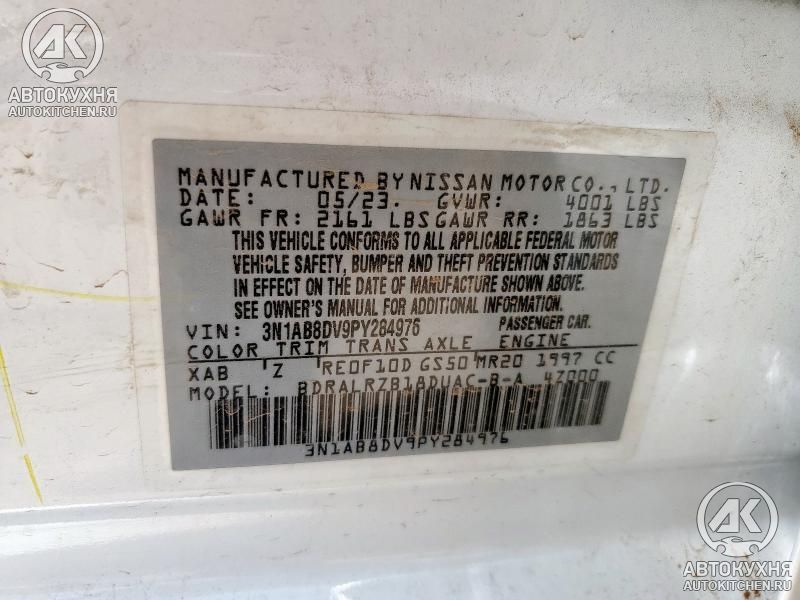 АК
АВТОКУХНЯ
AUTOKITCHEN.RU
MANUFACTURED BY NISSAN MOTOR CO., LTD.
DATE: 05/23. GVWR: 4001 LBS
GAWR FR: 2161 LBS GAWR RR: 1863 LBS
THIS VEHICLE CONFORMS TO ALL APPLICABLE FEDERAL MOTOR
VEHICLE SAFETY, BUMPER AND THEFT PREVENTION STANDARDS
IN EFFECT ON THE DATE OF MANUFACTURE SHOWN ABOVE.
SEE OWNER'S MANUAL FOR ADDITIONAL INFORMATION.
VIN: 3N1AB8DV9PY284976 PASSENGER CAR.
COLOR TRIM TRANS AXLE ENGINE
XAB Z RE0F10D GS50 MR20 1997 CC
MODEL: BDRALRZB1ADUAC-B-A 4Z000
3N1AB8DV9PY284976
АК
АВТОКУХНЯ
AUTOKITCHEN.RU